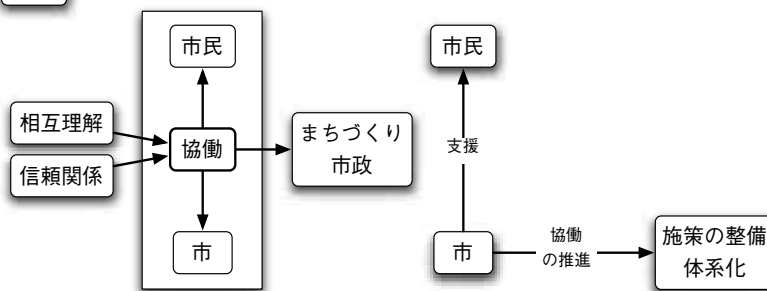 市民
相互理解
信頼関係
協働
まちづくり
市政
市
市民
支援
市
協働
の推進
施策の整備
体系化